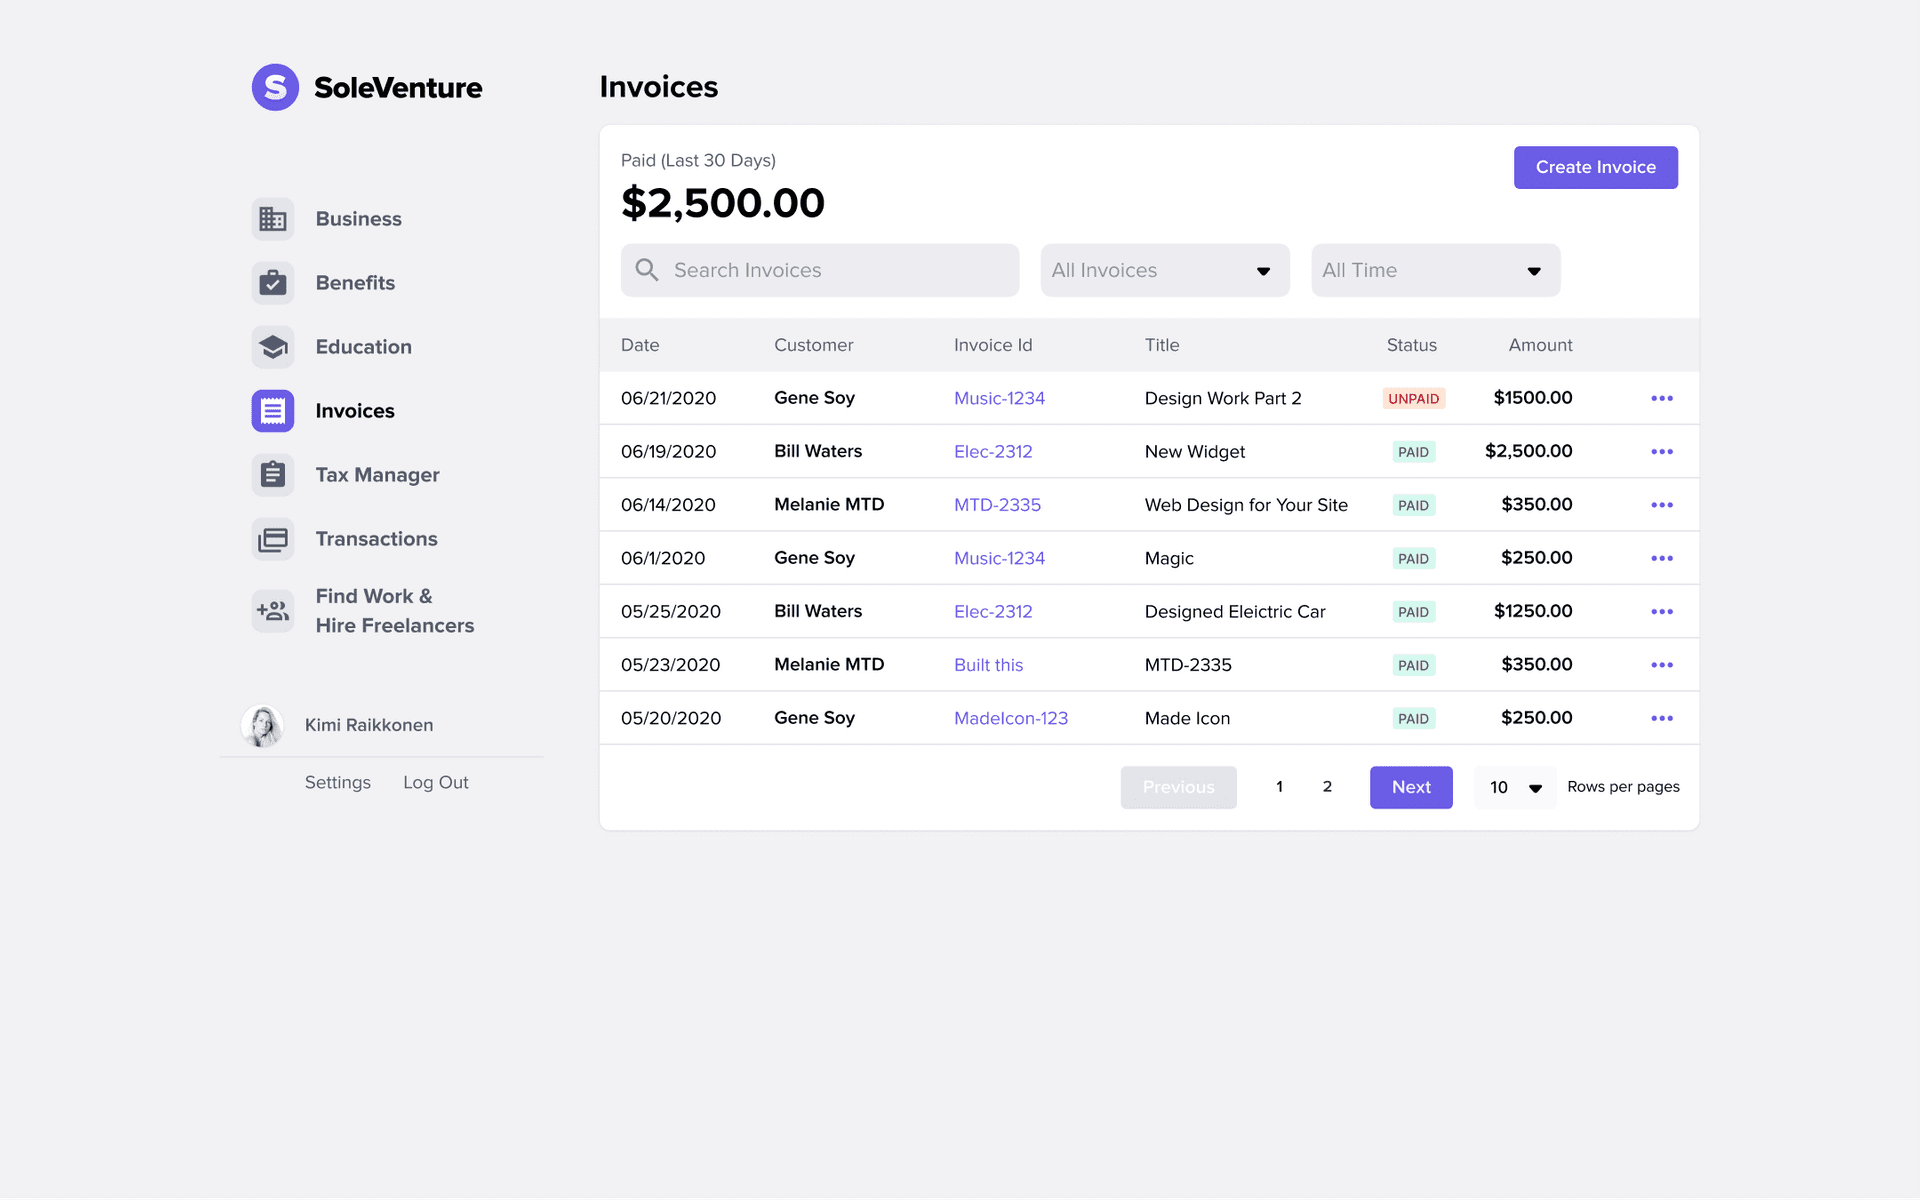 S SoleVenture
Invoices
Business
Benefits
Education
Invoices
Tax Manager
Transactions
Find Work &
Hire Freelancers
Kimi Raikkonen
Settings Log Out
Paid (Last 30 Days)
$2,500.00
Create Invoice
Search Invoices All Invoices All Time
Date Customer Invoice Id Title Status Amount
06/21/2020 Gene Soy Music-1234 Design Work Part 2 UNPAID $1500.00
06/19/2020 Bill Waters Elec-2312 New Widget PAID $2,500.00
06/14/2020 Melanie MTD MTD-2335 Web Design for Your Site PAID $350.00
06/1/2020 Gene Soy Music-1234 Magic PAID $250.00
05/25/2020 Bill Waters Elec-2312 Designed Eleictric Car PAID $1250.00
05/23/2020 Melanie MTD Built this MTD-2335 PAID $350.00
05/20/2020 Gene Soy MadeIcon-123 Made Icon PAID $250.00
Previous 1 2 Next 10 Rows per pages